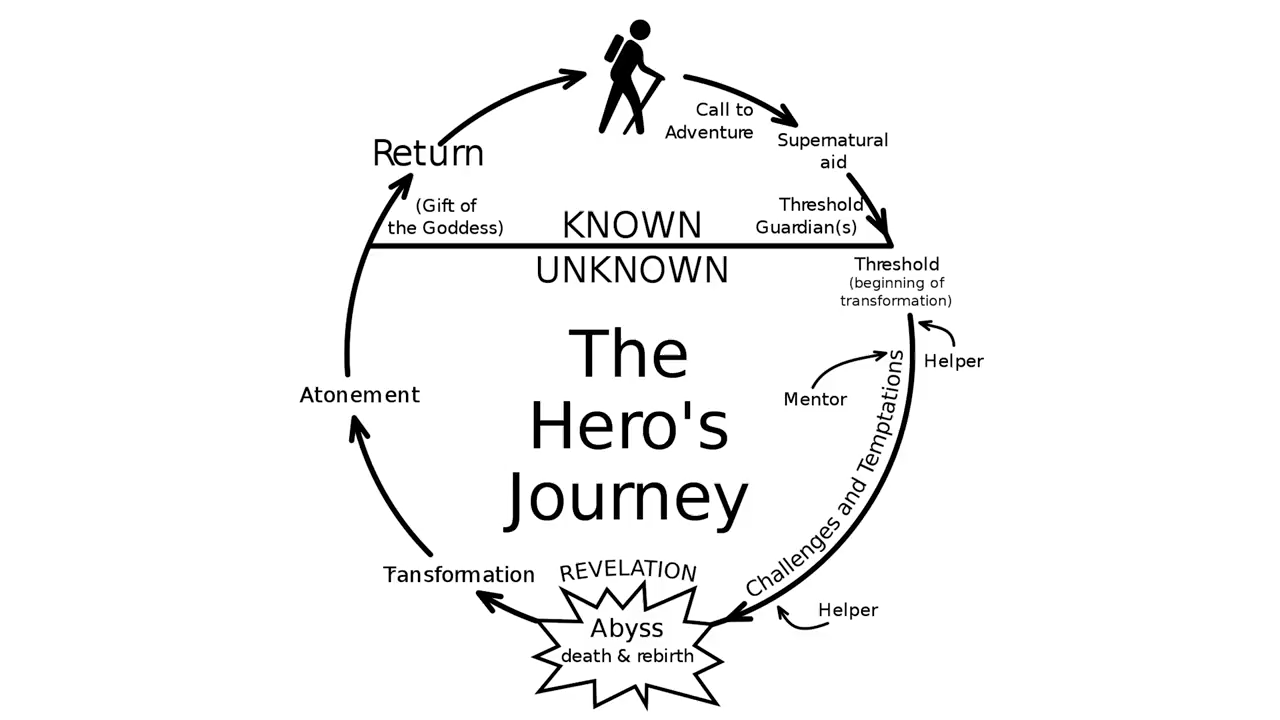 Call to
Adventure
Supernatural
aid
Return
(Gift of
the Goddess)
KNOWN
Threshold
Guardian(s)
UNKNOWN
Threshold
(beginning of
transformation)
The
Hero's
Journey
Helper
Mentor
Challenges and Temptations
Atonement
Transformation
REVELATION
Abyss
death & rebirth
Helper